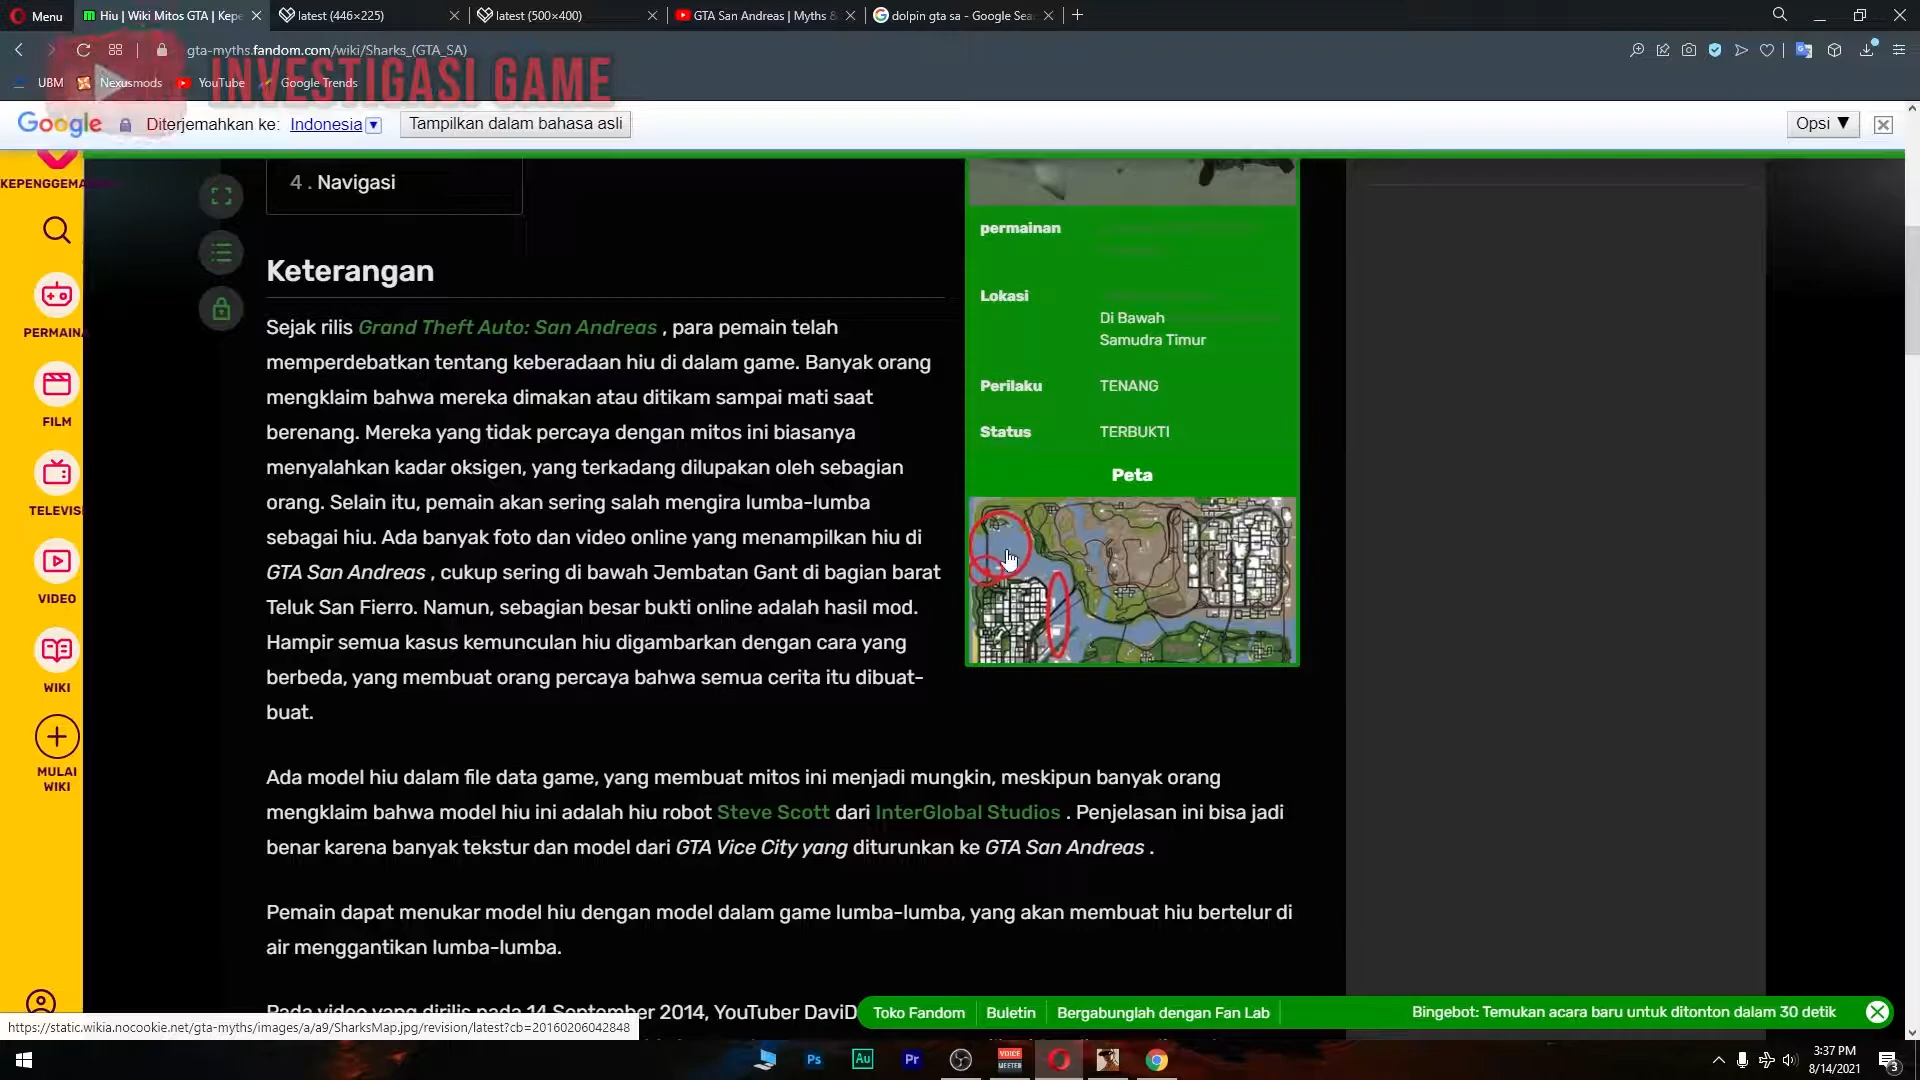 Menu
Hiu | Wiki Mitos GTA | Kepe
latest (446×225)
latest (500×400)
GTA San Andreas | Myths &
dolpin gta sa - Google Sea
gta-myths.fandom.com/wiki/Sharks_(GTA_SA)
INVESTIGASI GAME
UBM
Nexusmods
YouTube
Google Trends
Google
Diterjemahkan ke: Indonesia
Tampilkan dalam bahasa asli
Opsi ▼
KEPENGGEMA
PERMAINA
FILM
TELEVISI
VIDEO
WIKI
MULAI
WIKI
4 . Navigasi
Keterangan
Sejak rilis Grand Theft Auto: San Andreas , para pemain telah
memperdebatkan tentang keberadaan hiu di dalam game. Banyak orang
mengklaim bahwa mereka dimakan atau ditikam sampai mati saat
berenang. Mereka yang tidak percaya dengan mitos ini biasanya
menyalahkan kadar oksigen, yang terkadang dilupakan oleh sebagian
orang. Selain itu, pemain akan sering salah mengira lumba-lumba
sebagai hiu. Ada banyak foto dan video online yang menampilkan hiu di
GTA San Andreas , cukup sering di bawah Jembatan Gant di bagian barat
Teluk San Fierro. Namun, sebagian besar bukti online adalah hasil mod.
Hampir semua kasus kemunculan hiu digambarkan dengan cara yang
berbeda, yang membuat orang percaya bahwa semua cerita itu dibuat-
buat.
permainan
Lokasi
Di Bawah
Samudra Timur
Perilaku TENANG
Status TERBUKTI
Peta
Ada model hiu dalam file data game, yang membuat mitos ini menjadi mungkin, meskipun banyak orang
mengklaim bahwa model hiu ini adalah hiu robot Steve Scott dari InterGlobal Studios . Penjelasan ini bisa jadi
benar karena banyak tekstur dan model dari GTA Vice City yang diturunkan ke GTA San Andreas .
Pemain dapat menukar model hiu dengan model dalam game lumba-lumba, yang akan membuat hiu bertelur di
air menggantikan lumba-lumba.
Pada video yang dirilis pada 14 September 2014, YouTuber DaviD
Toko Fandom
Buletin
Bergabunglah dengan Fan Lab
Bingebot: Temukan acara baru untuk ditonton dalam 30 detik
https://static.wikia.nocookie.net/gta-myths/images/a/a9/SharksMap.jpg/revision/latest?cb=20160206042848
Ps
Au
Pr
VOICE
MEETER
3:37 PM
8/14/2021
3